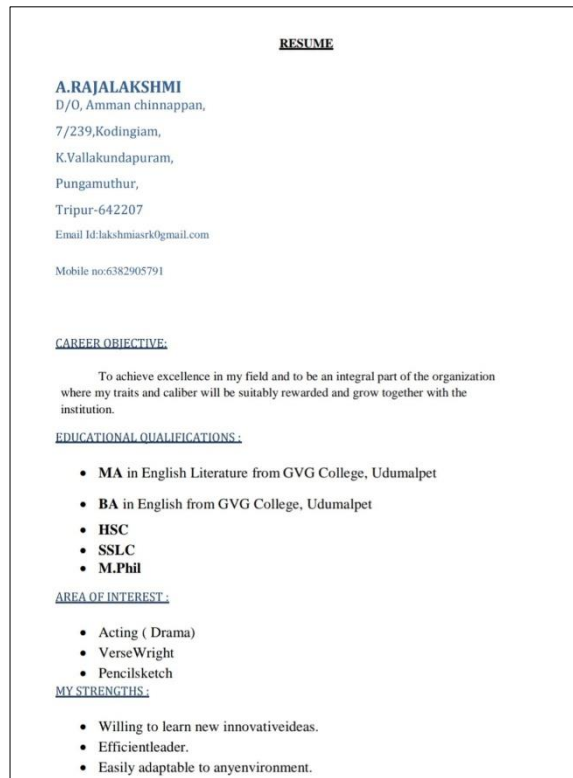 RESUME
A.RAJALAKSHMI
D/O, Amman chinnappan,
7/239,Kodingiam,
K.Vallakundapuram,
Pungamuthur,
Tripur-642207
Email Id:lakshmiasrk0gmail.com
Mobile no:6382905791
CAREER OBJECTIVE:
To achieve excellence in my field and to be an integral part of the organization
where my traits and caliber will be suitably rewarded and grow together with the
institution.
EDUCATIONAL QUALIFICATIONS :
• MA in English Literature from GVG College, Udumalpet
• BA in English from GVG College, Udumalpet
• HSC
• SSLC
• M.Phil
AREA OF INTEREST :
• Acting ( Drama)
• VerseWright
• Pencilsketch
MY STRENGTHS :
• Willing to learn new innovativeideas.
• Efficientleader.
• Easily adaptable to anyenvironment.